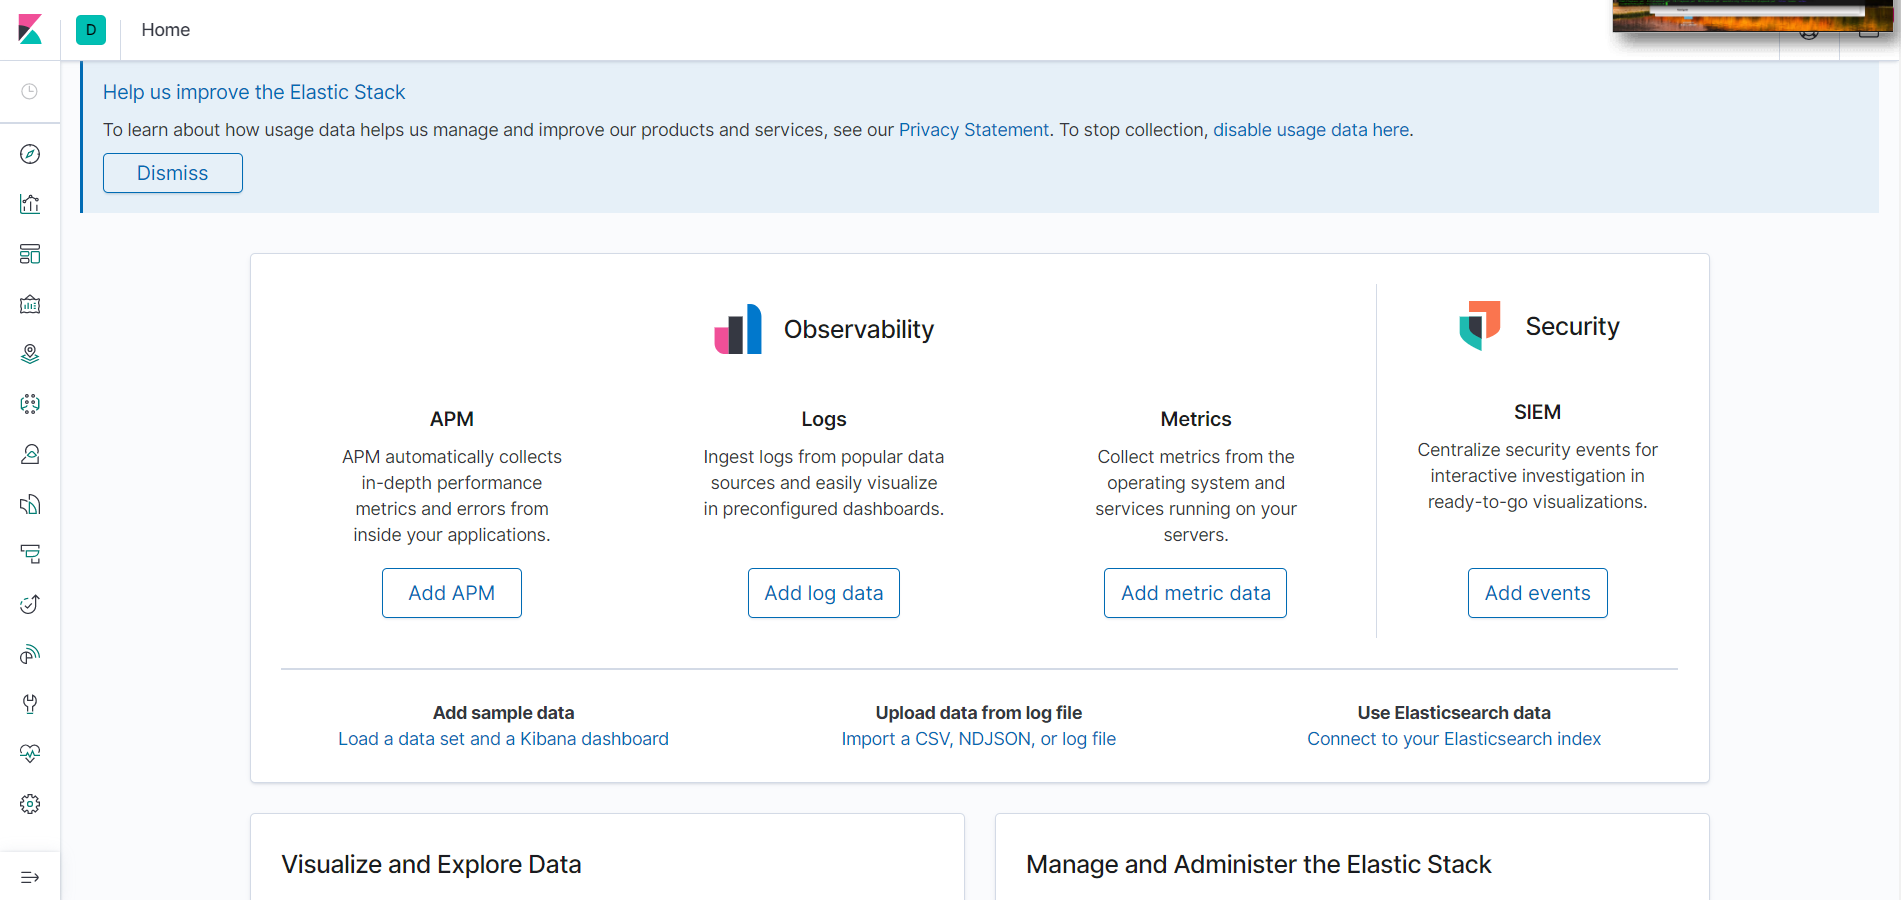 D Home
Help us improve the Elastic Stack
To learn about how usage data helps us manage and improve our products and services, see our Privacy Statement. To stop collection, disable usage data here.
Dismiss
Observability
Security
APM
APM automatically collects
in-depth performance
metrics and errors from
inside your applications.
Add APM
Logs
Ingest logs from popular data
sources and easily visualize
in preconfigured dashboards.
Add log data
Metrics
Collect metrics from the
operating system and
services running on your
servers.
Add metric data
SIEM
Centralize security events for
interactive investigation in
ready-to-go visualizations.
Add events
Add sample data
Load a data set and a Kibana dashboard
Upload data from log file
Import a CSV, NDJSON, or log file
Use Elasticsearch data
Connect to your Elasticsearch index
Visualize and Explore Data
Manage and Administer the Elastic Stack